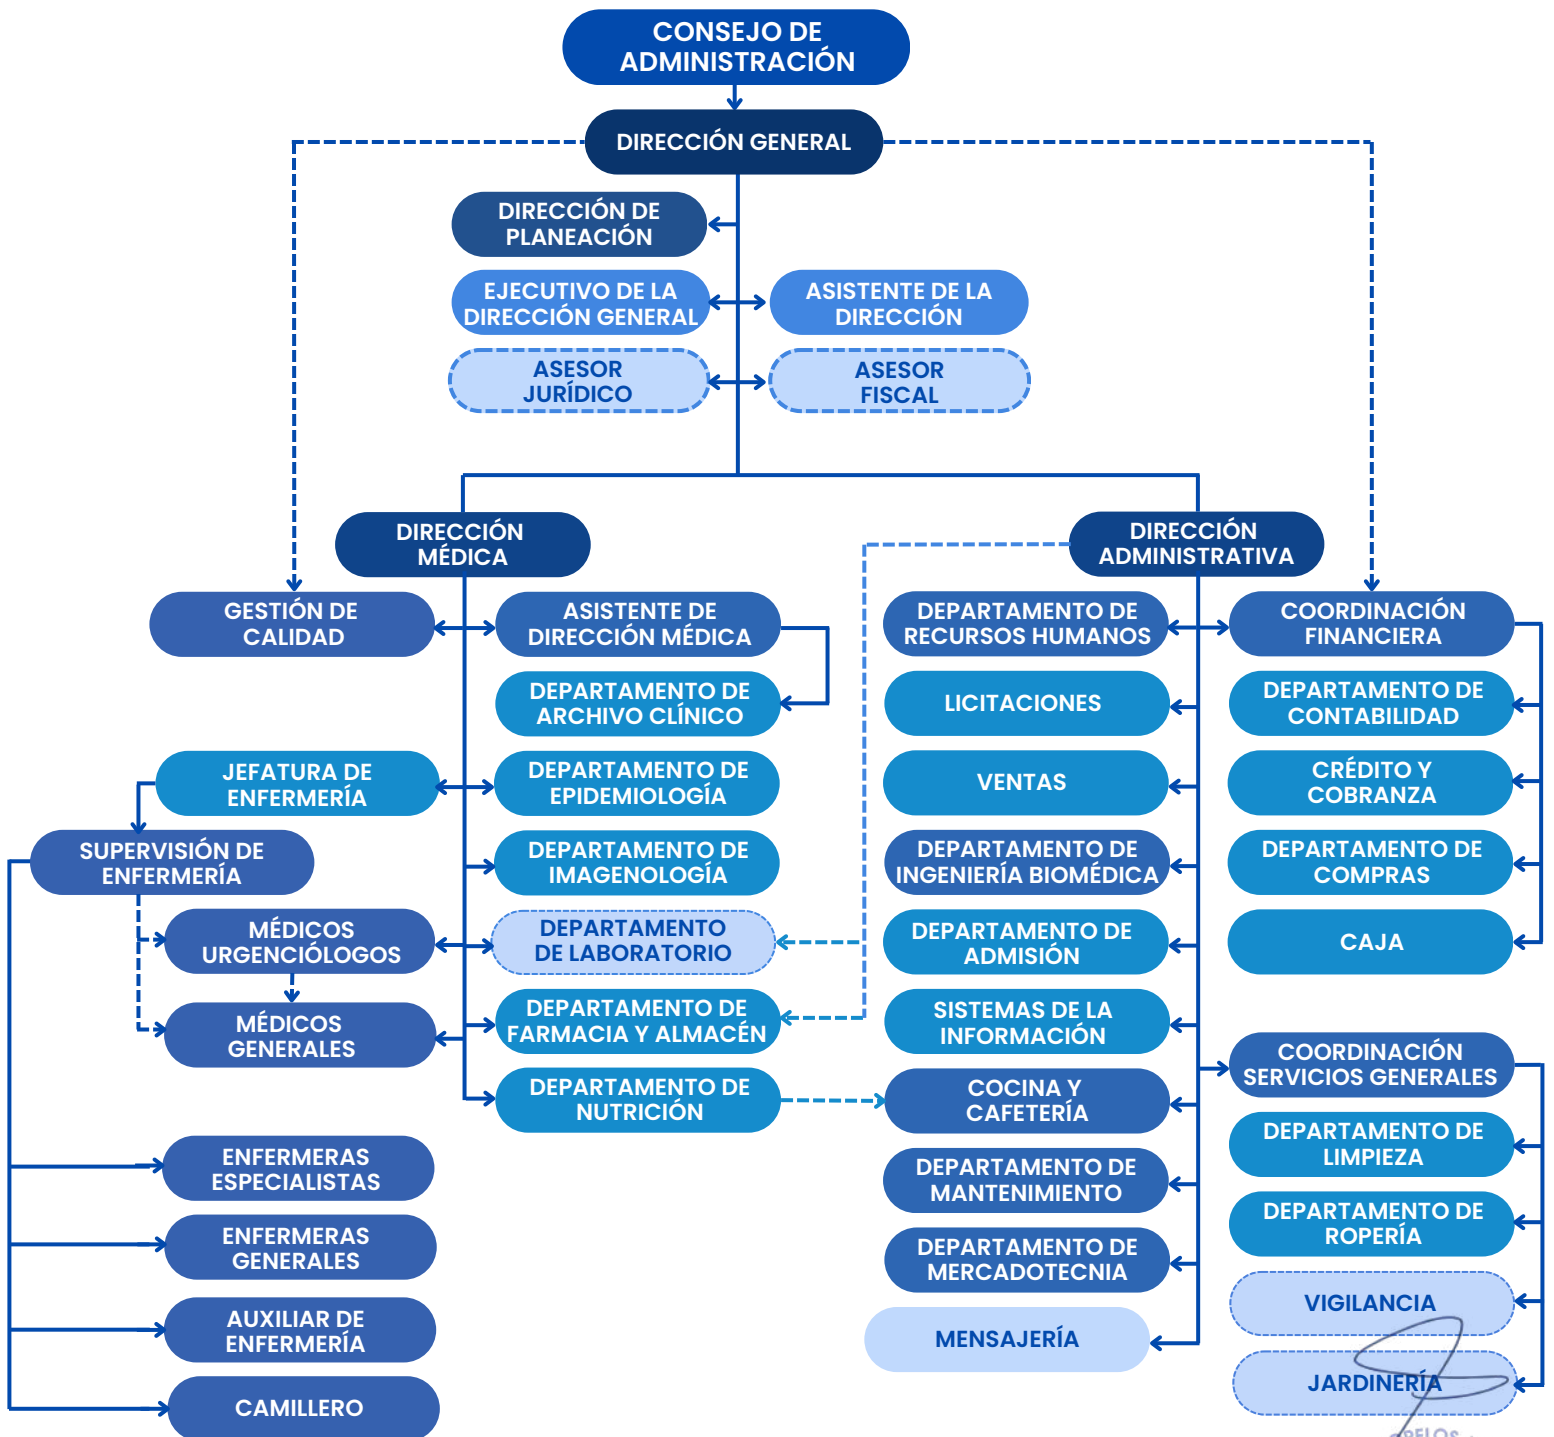 CONSEJO DE
ADMINISTRACIÓN
DIRECCIÓN GENERAL
DIRECCIÓN DE
PLANEACIÓN
EJECUTIVO DE LA
DIRECCIÓN GENERAL
ASISTENTE DE LA
DIRECCIÓN
ASESOR
JURÍDICO
ASESOR
FISCAL
DIRECCIÓN
MÉDICA
DIRECCIÓN
ADMINISTRATIVA
GESTIÓN DE
CALIDAD
ASISTENTE DE
DIRECCIÓN MÉDICA
DEPARTAMENTO DE
ARCHIVO CLÍNICO
JEFATURA DE
ENFERMERÍA
DEPARTAMENTO DE
EPIDEMIOLOGÍA
SUPERVISIÓN DE
ENFERMERÍA
DEPARTAMENTO DE
IMAGENOLOGÍA
MÉDICOS
URGENCIÓLOGOS
DEPARTAMENTO
DE LABORATORIO
MÉDICOS
GENERALES
DEPARTAMENTO DE
FARMACIA Y ALMACÉN
DEPARTAMENTO DE
NUTRICIÓN
ENFERMERAS
ESPECIALISTAS
ENFERMERAS
GENERALES
AUXILIAR DE
ENFERMERÍA
CAMILLERO
DEPARTAMENTO DE
RECURSOS HUMANOS
LICITACIONES
VENTAS
DEPARTAMENTO DE
INGENIERÍA BIOMÉDICA
DEPARTAMENTO DE
ADMISIÓN
SISTEMAS DE LA
INFORMACIÓN
COCINA Y
CAFETERÍA
DEPARTAMENTO DE
MANTENIMIENTO
DEPARTAMENTO DE
MERCADOTECNIA
MENSAJERÍA
COORDINACIÓN
FINANCIERA
DEPARTAMENTO DE
CONTABILIDAD
CRÉDITO Y
COBRANZA
DEPARTAMENTO DE
COMPRAS
CAJA
COORDINACIÓN
SERVICIOS GENERALES
DEPARTAMENTO DE
LIMPIEZA
DEPARTAMENTO DE
ROPERÍA
VIGILANCIA
JARDINERÍA